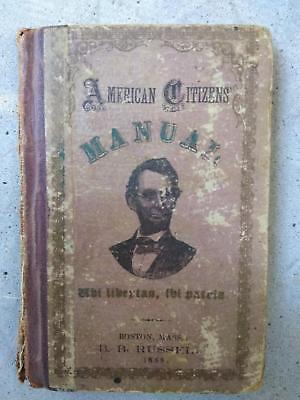 American Citizens'
MANUAL
Ubi libertas, ibi patria
BOSTON, MASS.
B. B. RUSSELL